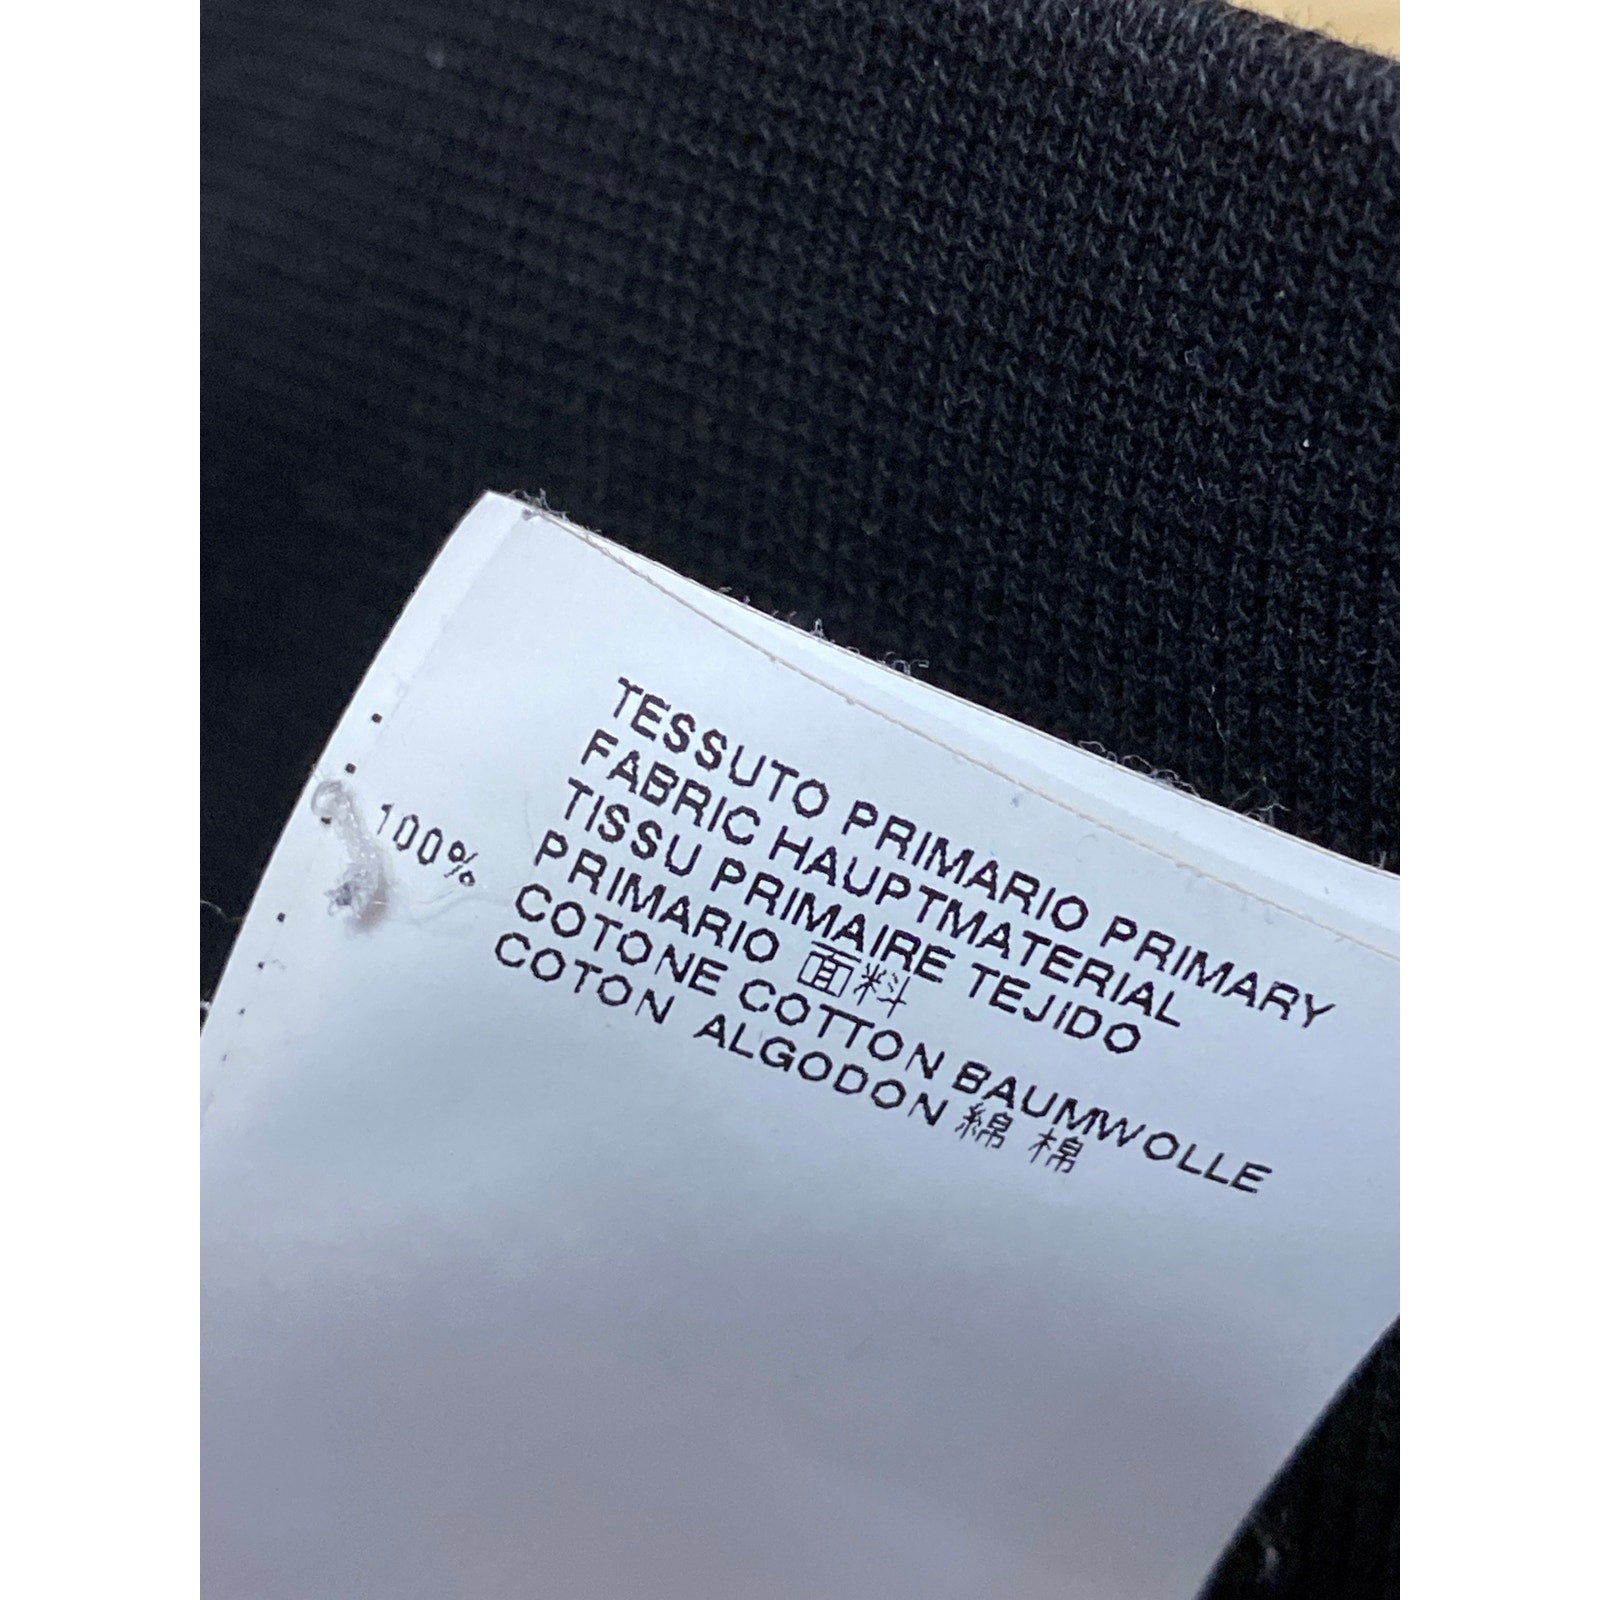 TESSUTO PRIMARIO PRIMARY
FABRIC HAUPTMATERIAL
TISSU PRIMAIRE TEJIDO
PRIMARIO 面料
100% COTONE COTTON BAUMWOLLE
COTON ALGODON 綿 棉